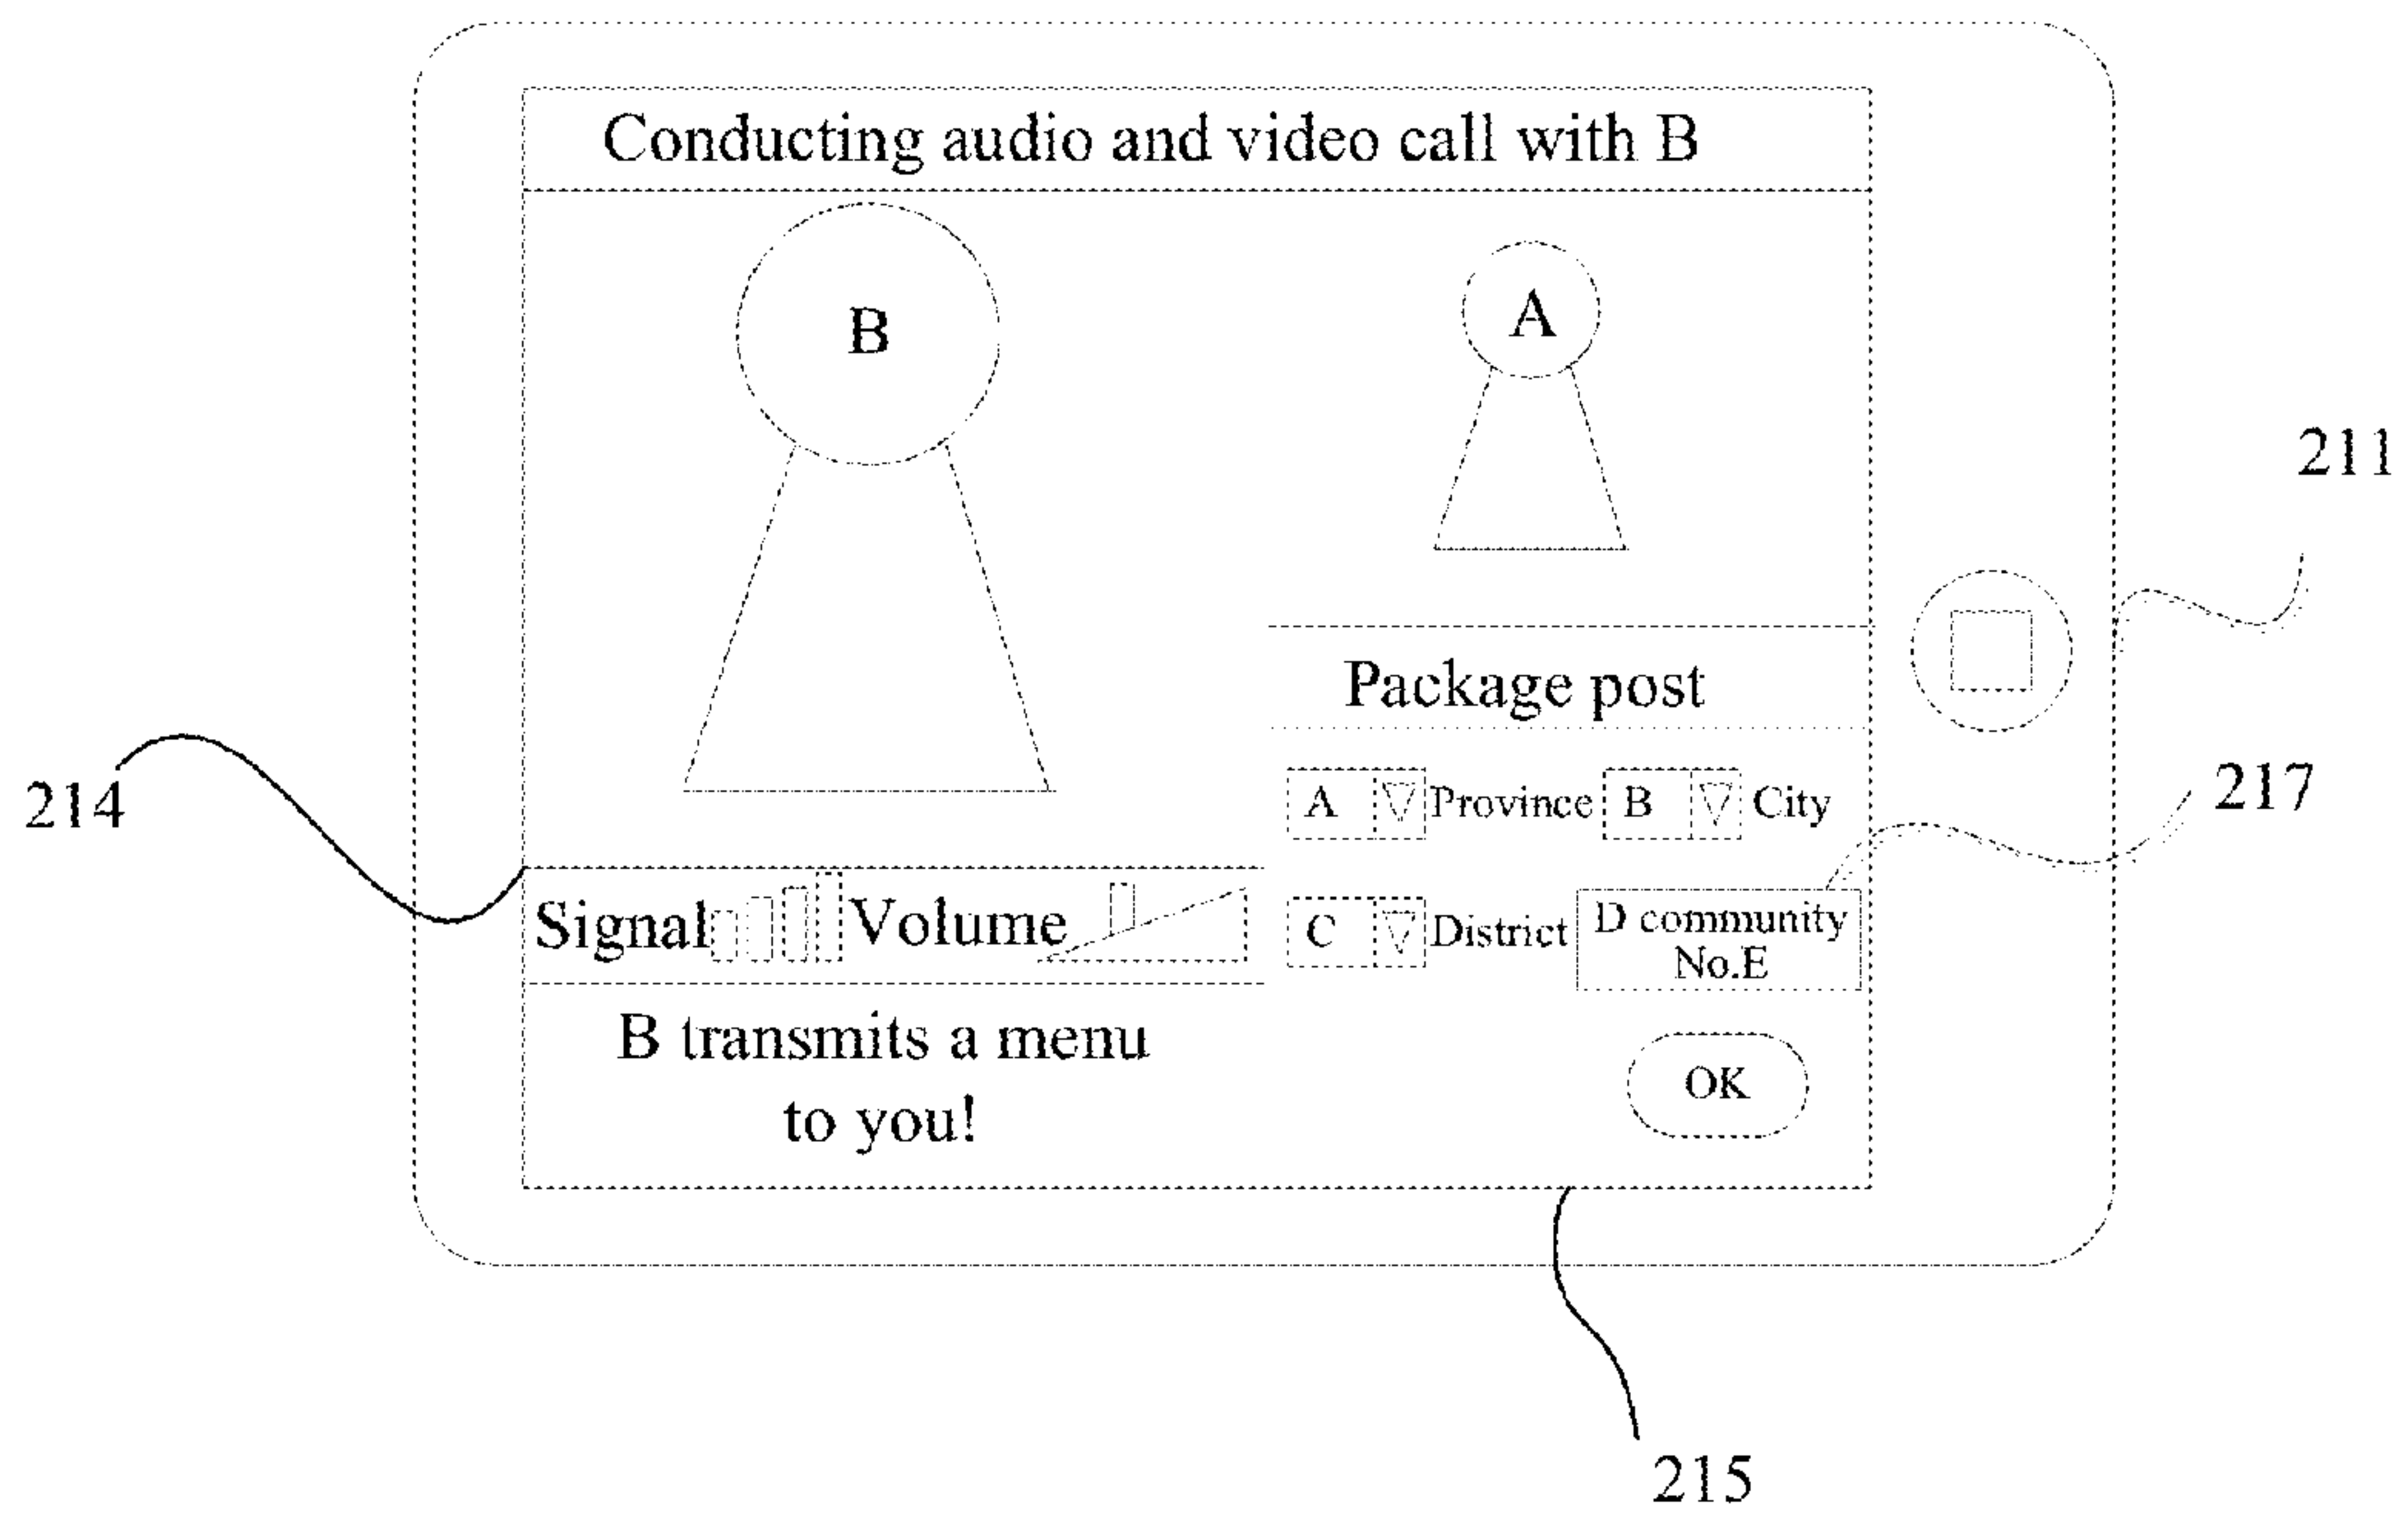 Conducting audio and video call with B
B
A
211
Package post
214
A Province B City
217
Signal Volume
C District D community
No.E
B transmits a menu
to you!
OK
215